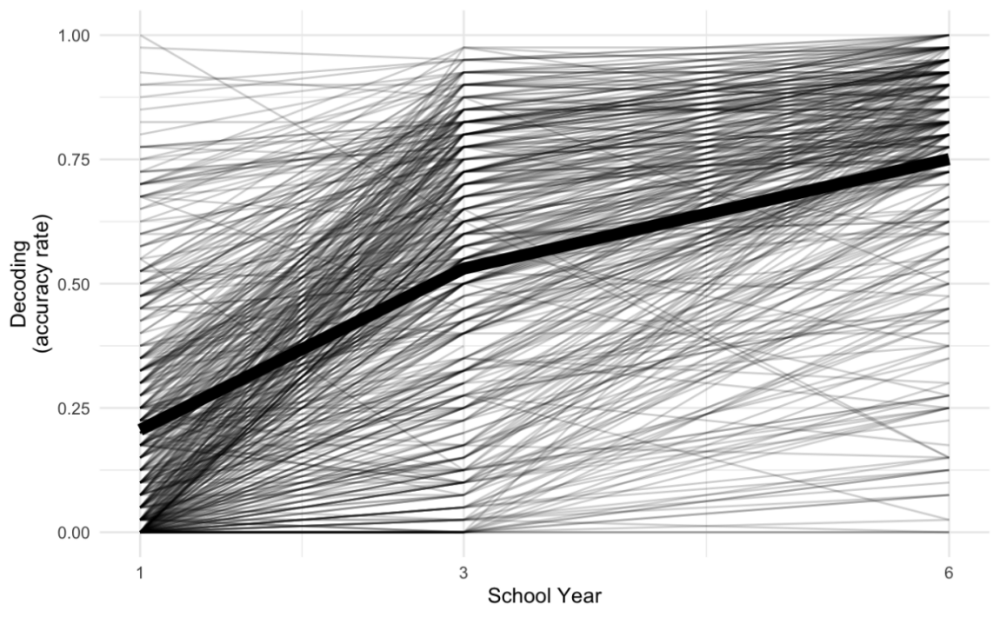 1.00
0.75
0.50
0.25
0.00
Decoding
(accuracy rate)
1 3 6
School Year